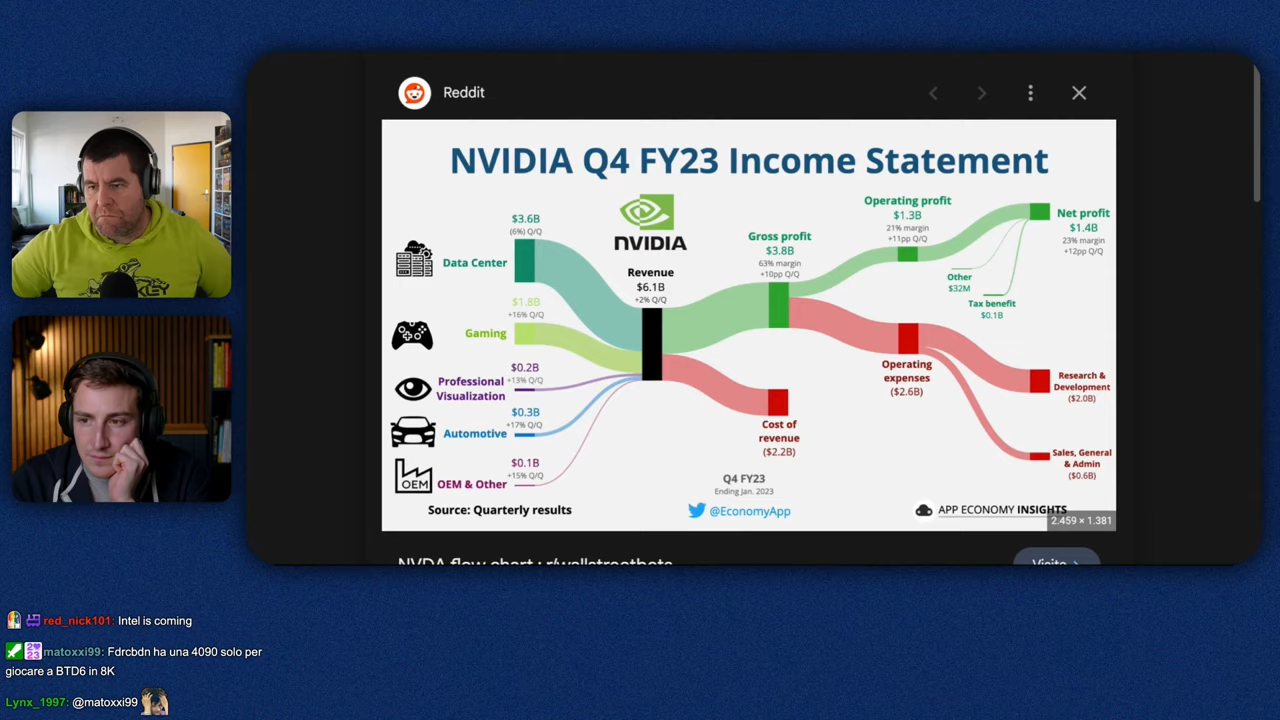 Reddit
NVIDIA Q4 FY23 Income Statement
$3.6B
(6%) Q/Q
Data Center
$1.8B
+16% Q/Q
Gaming
$0.2B
+13% Q/Q
Professional
Visualization
$0.3B
+17% Q/Q
Automotive
$0.1B
+15% Q/Q
OEM
OEM & Other
NVIDIA
Revenue
$6.1B
+2% Q/Q
Gross profit
$3.8B
63% margin
+10pp Q/Q
Cost of
revenue
($2.2B)
Operating profit
$1.3B
21% margin
+11pp Q/Q
Operating
expenses
($2.6B)
Net profit
$1.4B
23% margin
+12pp Q/Q
Other
$32M
Tax benefit
$0.1B
Research &
Development
($2.0B)
Sales, General
& Admin
($0.6B)
Q4 FY23
Ending Jan. 2023
Source: Quarterly results
@EconomyApp
APP ECONOMY INSIGHTS
2.459 × 1.381
NVDA flow chart : r/wallstreetbets
Visita >
red_nick101: Intel is coming
matoxxi99: Fdrcbdn ha una 4090 solo per
giocare a BTD6 in 8K
Lynx_1997: @matoxxi99